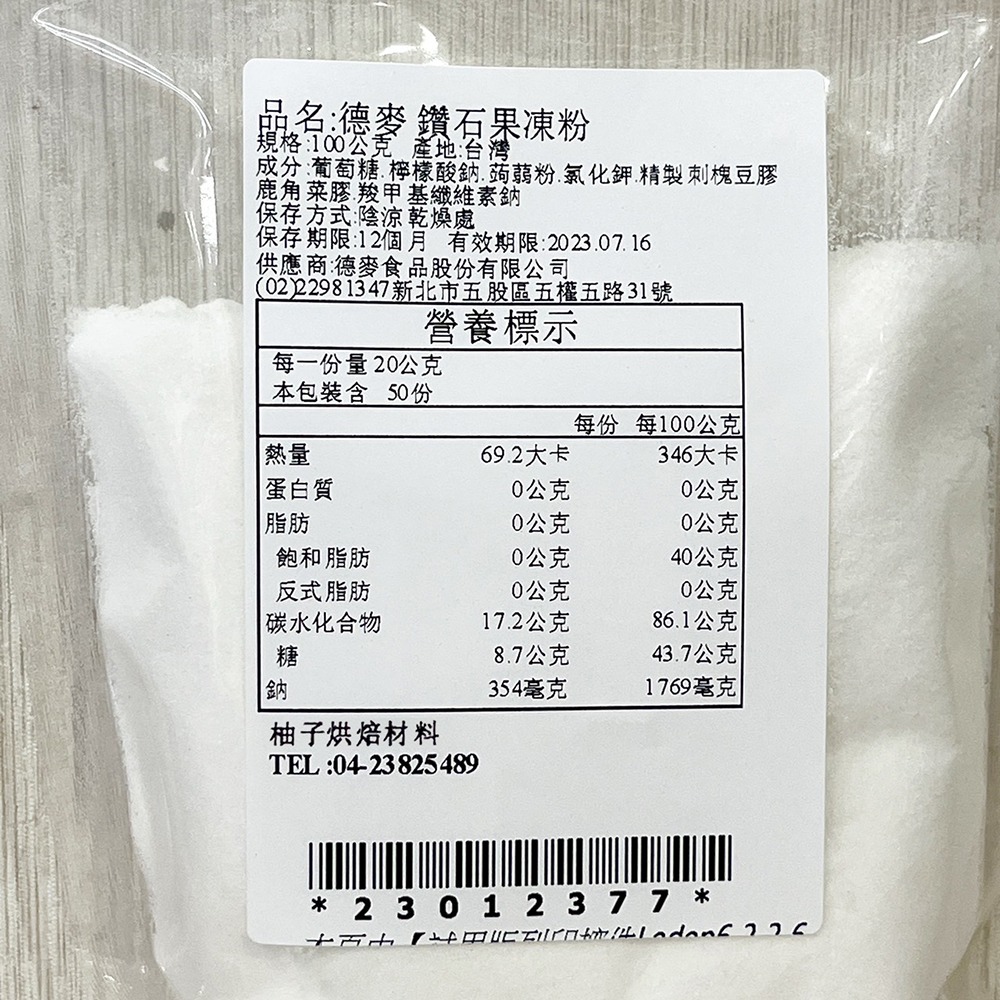 品名:德麥 鑽石果凍粉
規格:100公克 產地:台灣
成分:葡萄糖.檸檬酸鈉.蒟蒻粉.氯化鉀.精製刺槐豆膠
鹿角菜膠.羧甲基纖維素鈉
保存方式:陰涼乾燥處
保存期限:12個月 有效期限:2023.07.16
供應商:德麥食品股份有限公司
(02)22981347新北市五股區五權五路31號
營養標示
每一份量 20公克
本包裝含 50份
每份 每100公克
熱量 69.2大卡 346大卡
蛋白質 0公克 0公克
脂肪 0公克 0公克
飽和脂肪 0公克 40公克
反式脂肪 0公克 0公克
碳水化合物 17.2公克 86.1公克
糖 8.7公克 43.7公克
鈉 354毫克 1769毫克
柚子烘焙材料
TEL :04-23825489
*23012377*